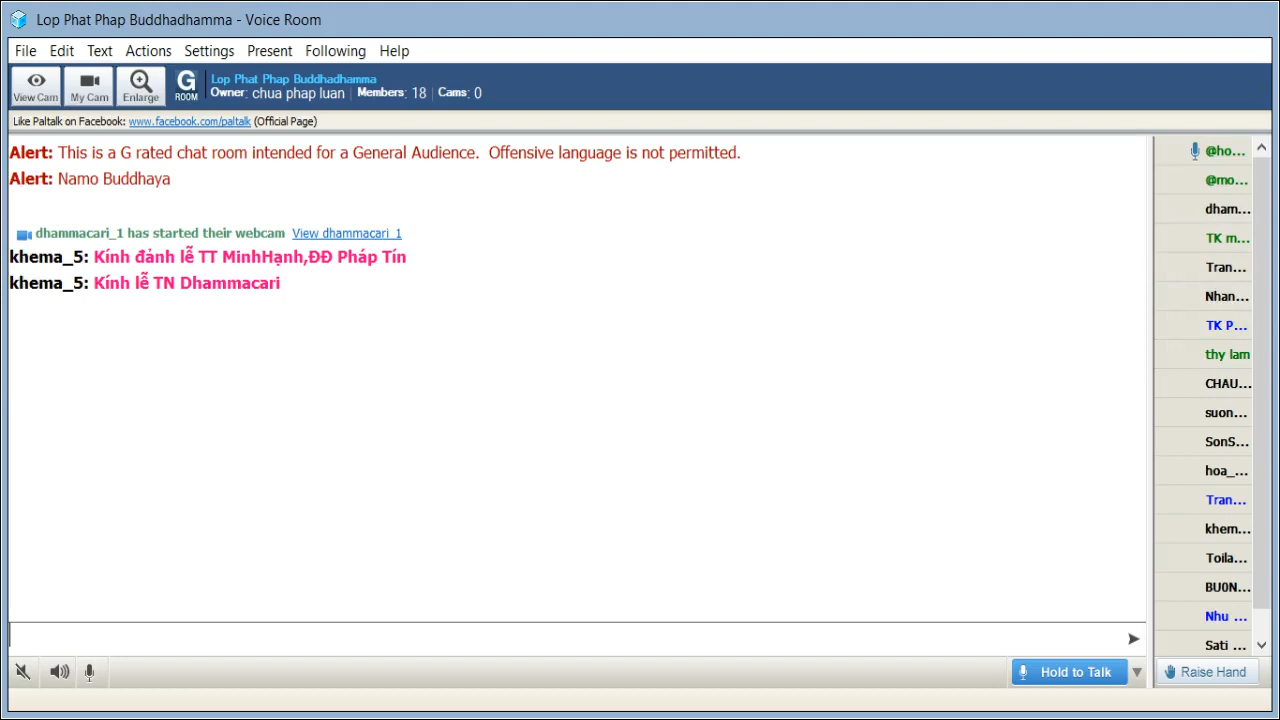 Lop Phat Phap Buddhadhamma - Voice Room
File Edit Text Actions Settings Present Following Help
View Cam My Cam Enlarge G ROOM
Lop Phat Phap Buddhadhamma
Owner: chua phap luan Members: 18 Cams: 0
Like Paltalk on Facebook: www.facebook.com/paltalk (Official Page)
Alert: This is a G rated chat room intended for a General Audience. Offensive language is not permitted.
Alert: Namo Buddhaya
dhammacari_1 has started their webcam View dhammacari_1
khema_5: Kính đảnh lễ TT MinhHạnh,ĐĐ Pháp Tín
khema_5: Kính lễ TN Dhammacari
@ho...
@mo...
dham...
TK m...
Tran...
Nhan...
TK P...
thy lam
CHAU...
suon...
SonS...
hoa_...
Tran...
khem...
Toila...
BU0N...
Nhu ...
Sati ...
Hold to Talk
Raise Hand